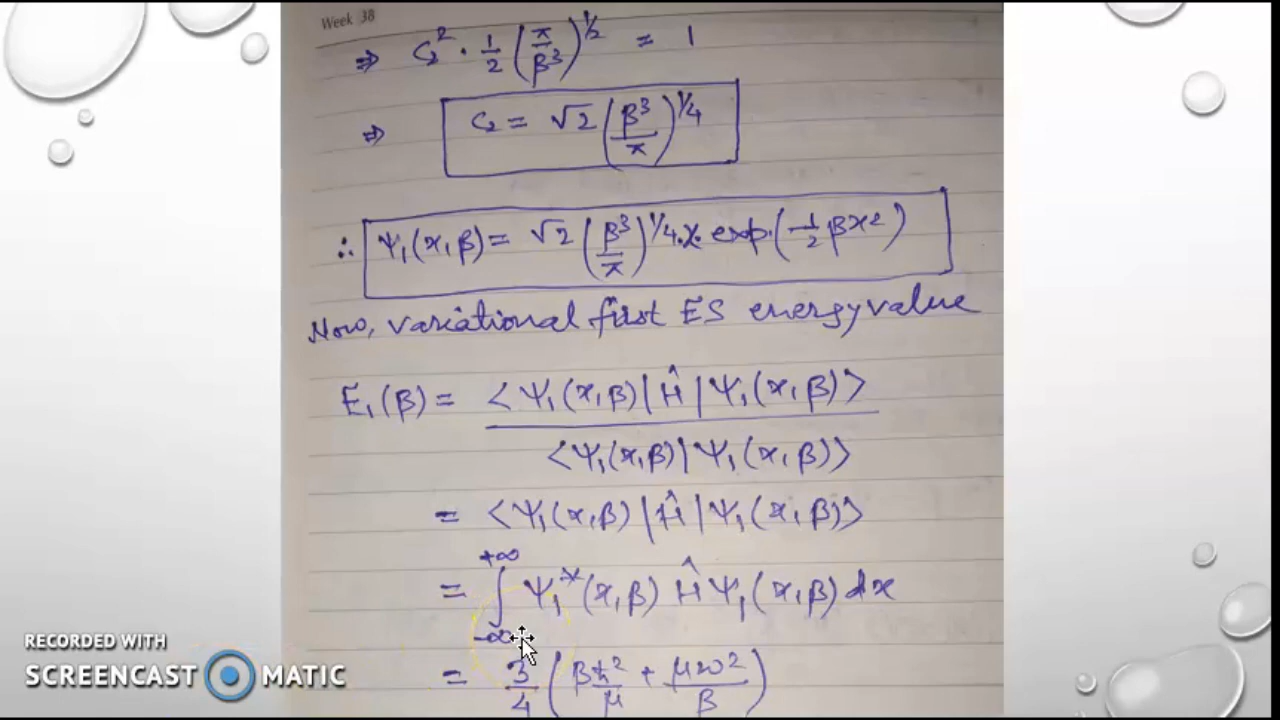 Week 38
⇒ C₂² · 1/2 (π/β³)^1/2 = 1
⇒ C₂ = √2 (β³/π)^1/4
∴ Ψ₁(x,β) = √2 (β³/π)^1/4 . x . exp.(-1/2 βx²)
Now, variational first ES energy value
E₁(β) = <Ψ₁(x,β)|Ĥ|Ψ₁(x,β)> / <Ψ₁(x,β)|Ψ₁(x,β)>
= <Ψ₁(x,β)|Ĥ|Ψ₁(x,β)>
= ∫_-∞^+∞ Ψ₁*(x,β) Ĥ Ψ₁(x,β) dx
= 3/4 (βħ²/μ + μω²/β)
RECORDED WITH
SCREENCAST MATIC